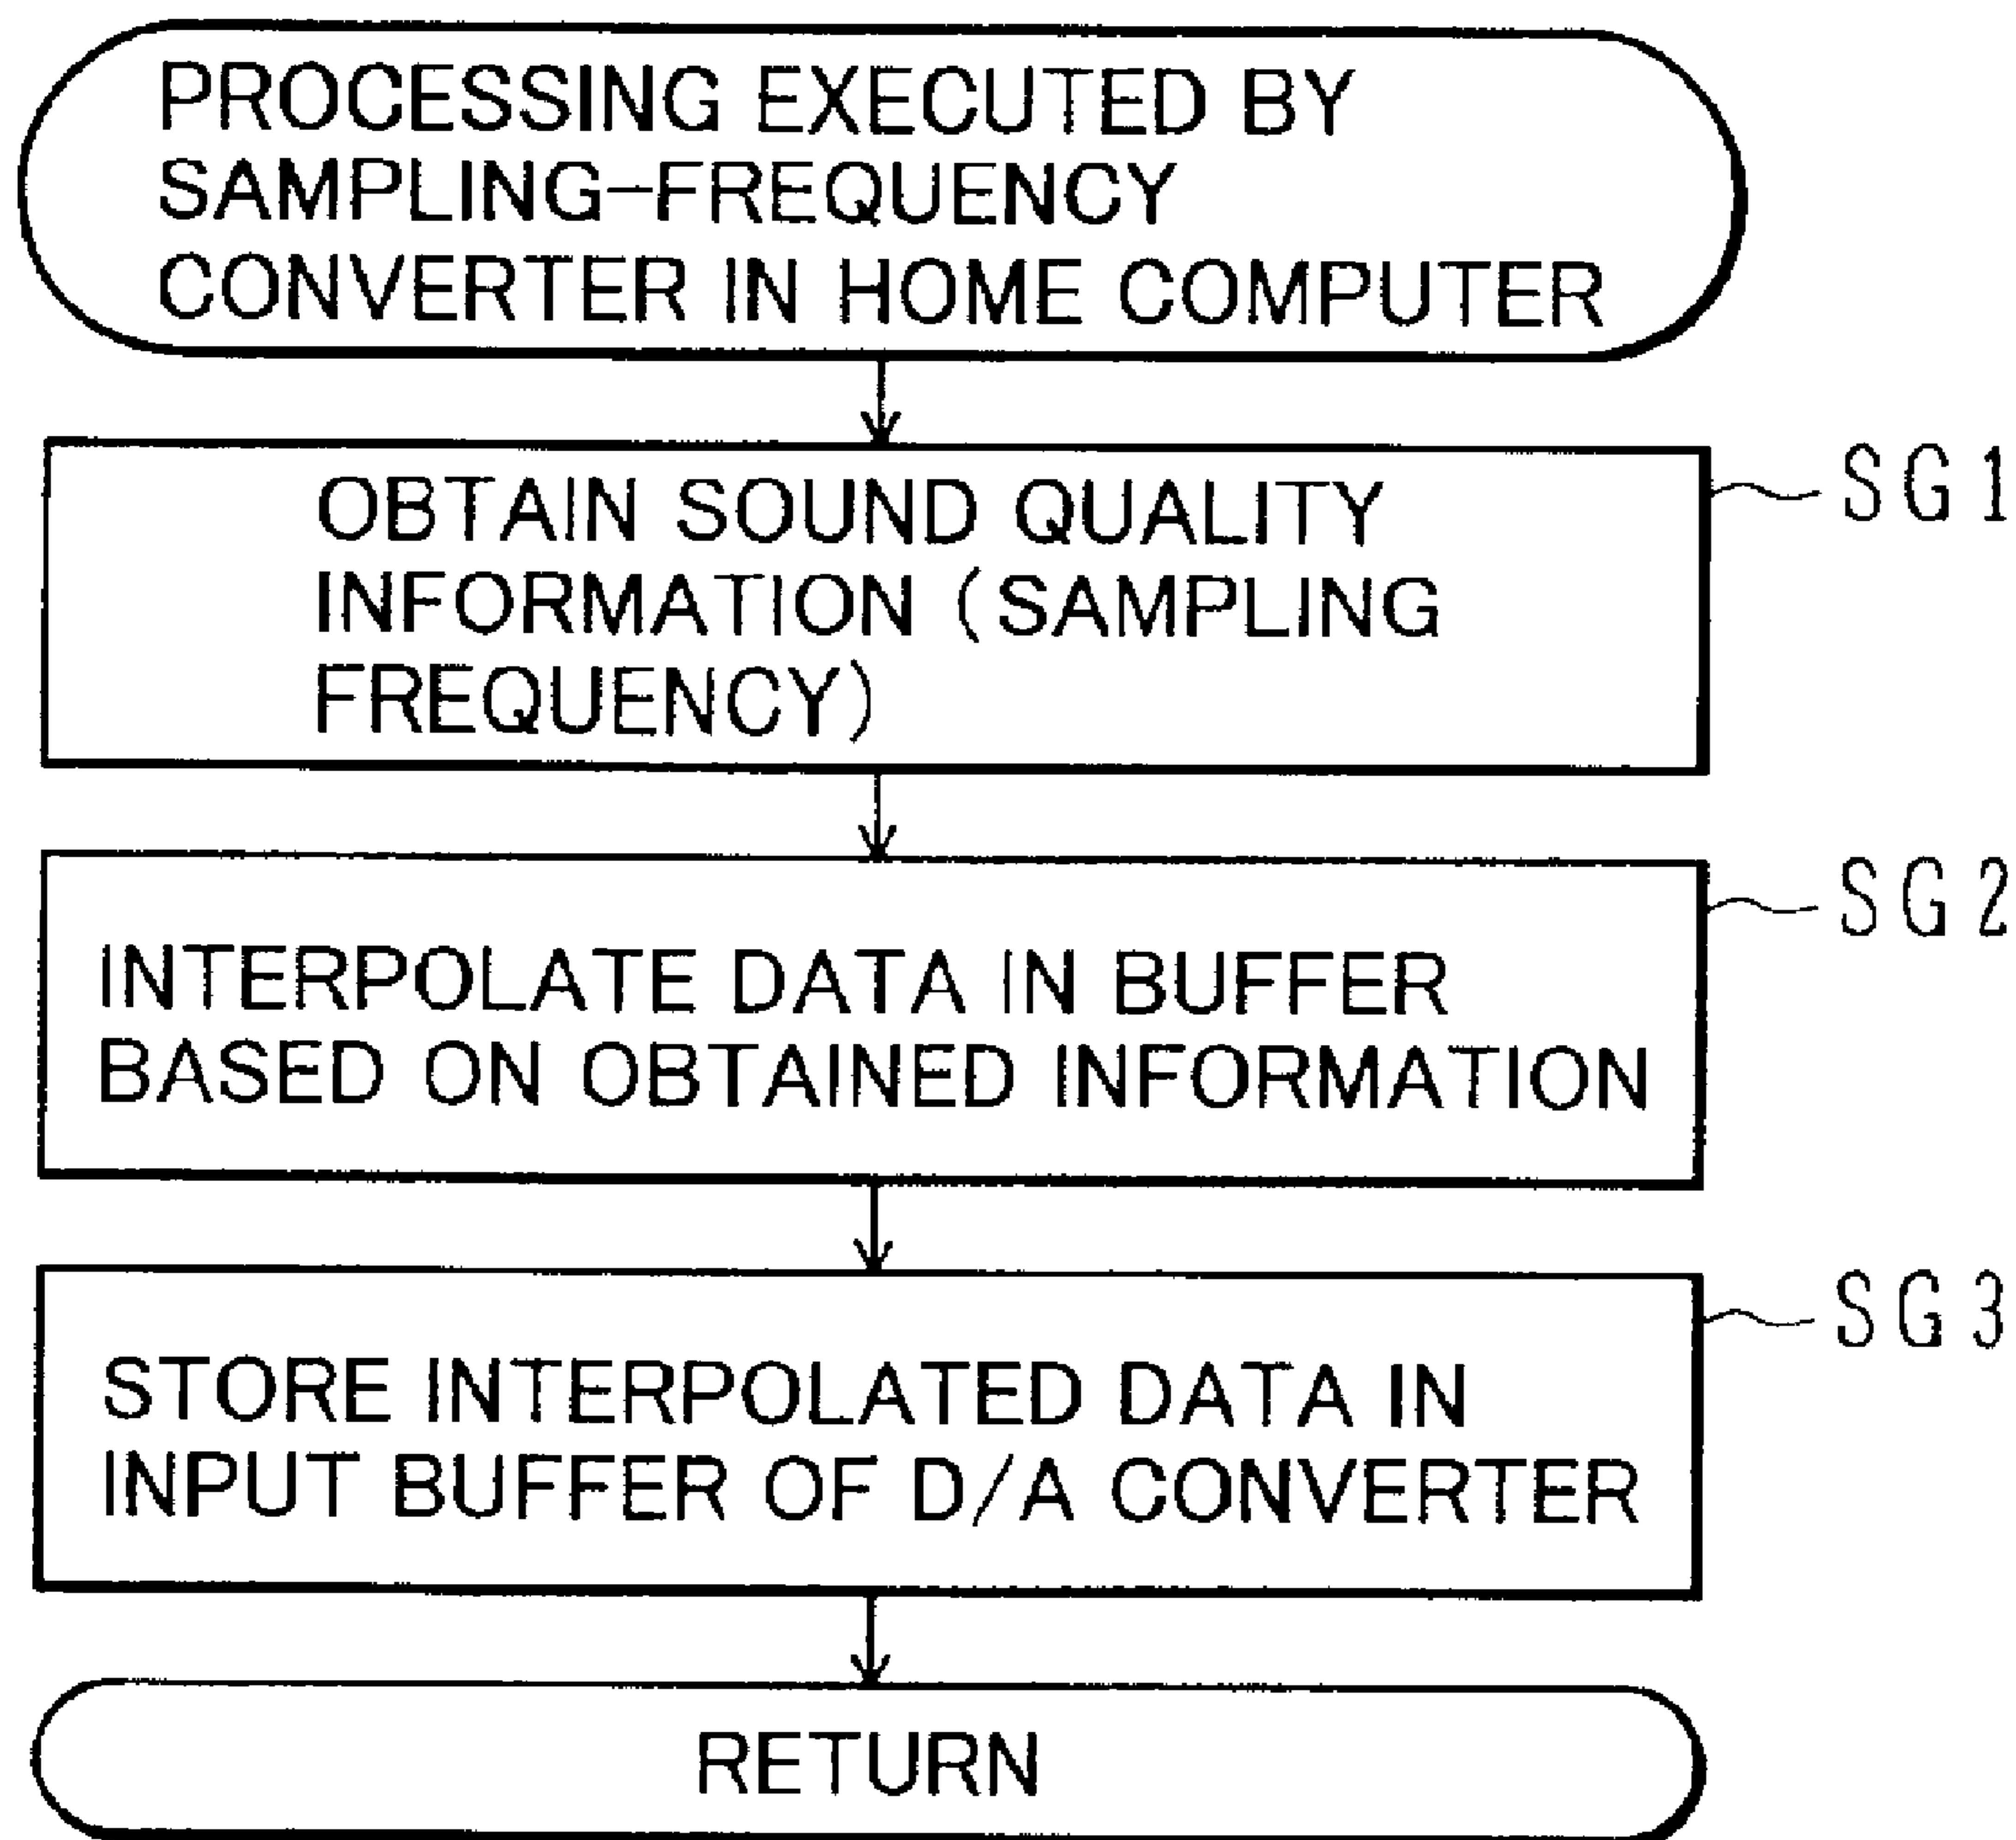 PROCESSING EXECUTED BY
SAMPLING-FREQUENCY
CONVERTER IN HOME COMPUTER
OBTAIN SOUND QUALITY
INFORMATION (SAMPLING
FREQUENCY)
SG1
INTERPOLATE DATA IN BUFFER
BASED ON OBTAINED INFORMATION
SG2
STORE INTERPOLATED DATA IN
INPUT BUFFER OF D/A CONVERTER
SG3
RETURN